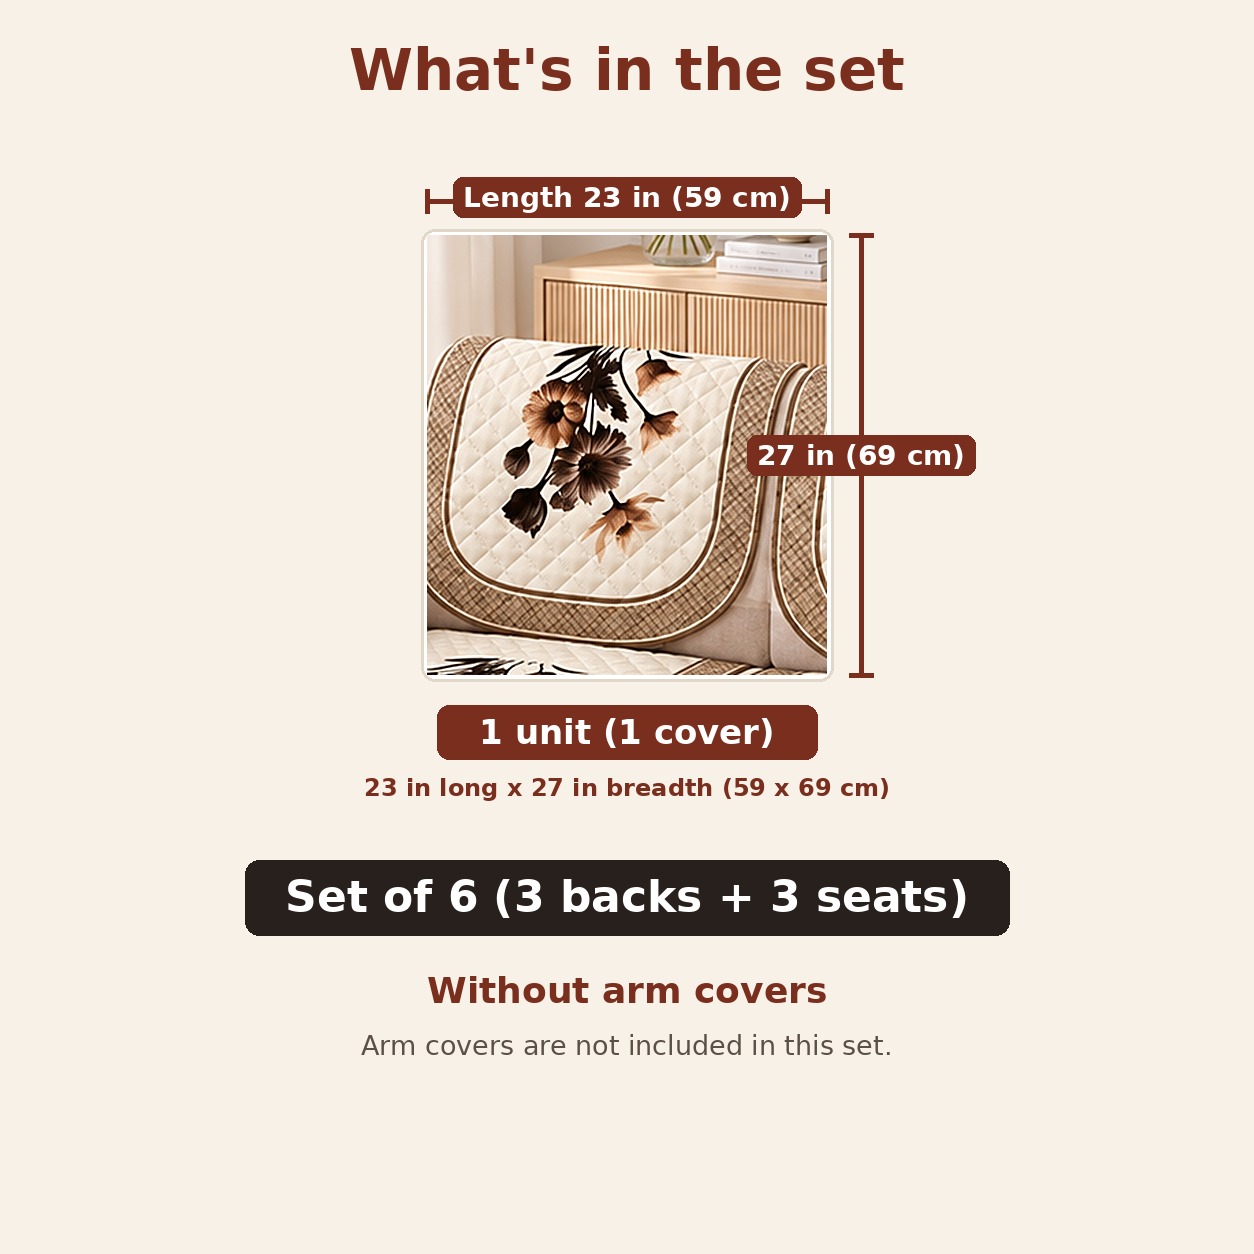 What's in the set
Length 23 in (59 cm)
27 in (69 cm)
1 unit (1 cover)
23 in long x 27 in breadth (59 x 69 cm)
Set of 6 (3 backs + 3 seats)
Without arm covers
Arm covers are not included in this set.